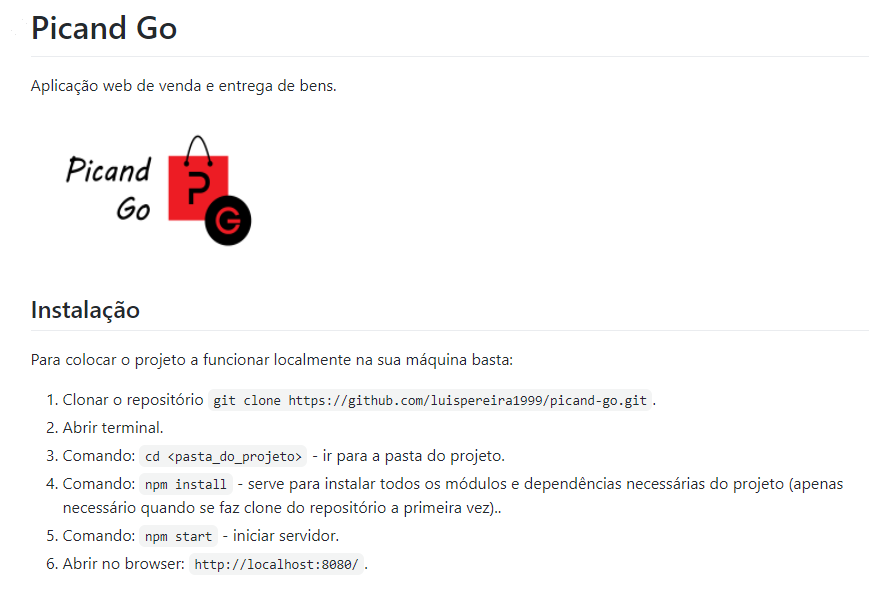 Picand Go
Aplicação web de venda e entrega de bens.
Picand
Go
P
G
Instalação
Para colocar o projeto a funcionar localmente na sua máquina basta:
1. Clonar o repositório git clone https://github.com/luispereira1999/picand-go.git .
2. Abrir terminal.
3. Comando: cd <pasta_do_projeto> - ir para a pasta do projeto.
4. Comando: npm install - serve para instalar todos os módulos e dependências necessárias do projeto (apenas
necessário quando se faz clone do repositório a primeira vez)..
5. Comando: npm start - iniciar servidor.
6. Abrir no browser: http://localhost:8080/ .